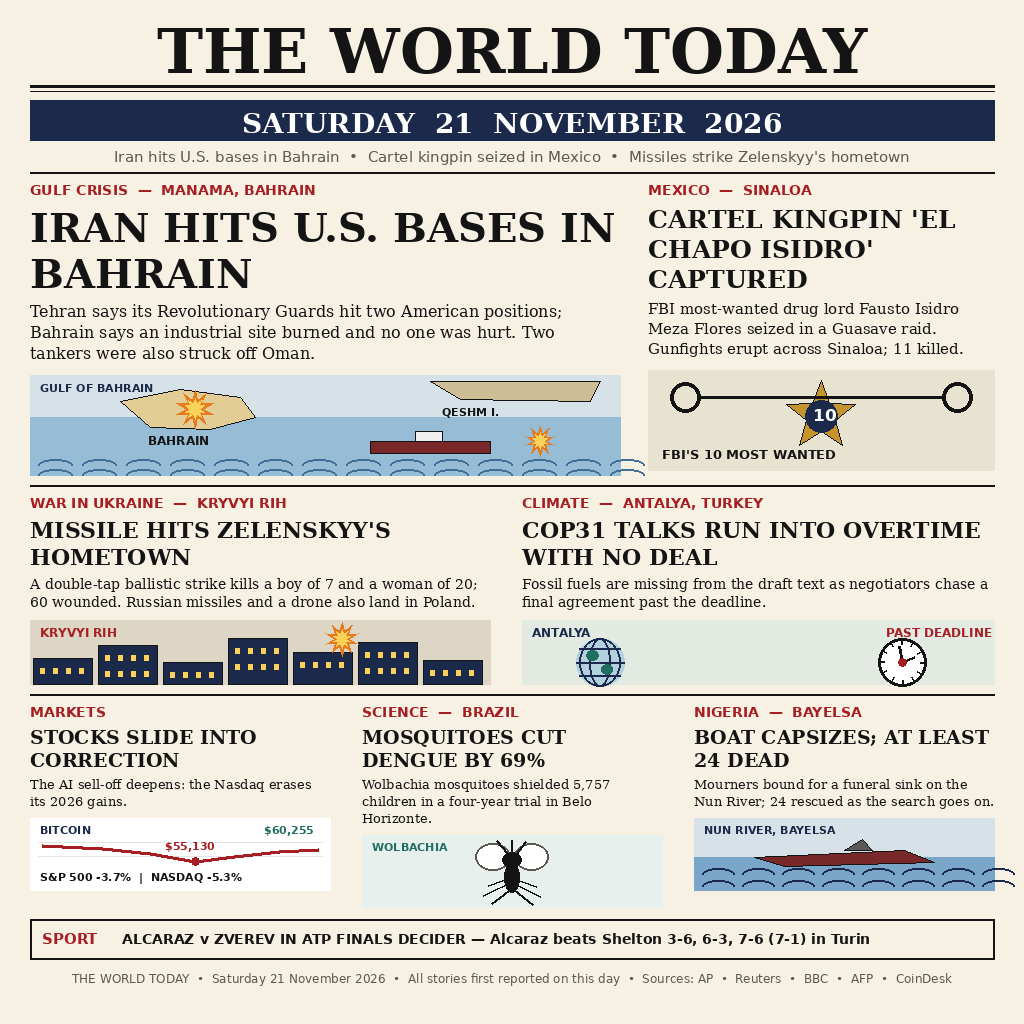 THE WORLD TODAY
SATURDAY 21 NOVEMBER 2026
Iran hits U.S. bases in Bahrain • Cartel kingpin seized in Mexico • Missiles strike Zelenskyy's hometown
GULF CRISIS — MANAMA, BAHRAIN
IRAN HITS U.S. BASES IN
BAHRAIN
Tehran says its Revolutionary Guards hit two American positions;
Bahrain says an industrial site burned and no one was hurt. Two
tankers were also struck off Oman.
GULF OF BAHRAIN
BAHRAIN
QESHM I.
MEXICO — SINALOA
CARTEL KINGPIN 'EL
CHAPO ISIDRO'
CAPTURED
FBI most-wanted drug lord Fausto Isidro
Meza Flores seized in a Guasave raid.
Gunfights erupt across Sinaloa; 11 killed.
10
FBI'S 10 MOST WANTED
WAR IN UKRAINE — KRYVYI RIH
MISSILE HITS ZELENSKYY'S
HOMETOWN
A double-tap ballistic strike kills a boy of 7 and a woman of 20;
60 wounded. Russian missiles and a drone also land in Poland.
KRYVYI RIH
CLIMATE — ANTALYA, TURKEY
COP31 TALKS RUN INTO OVERTIME
WITH NO DEAL
Fossil fuels are missing from the draft text as negotiators chase a
final agreement past the deadline.
ANTALYA
PAST DEADLINE
MARKETS
STOCKS SLIDE INTO
CORRECTION
The AI sell-off deepens: the Nasdaq erases
its 2026 gains.
BITCOIN
$60,255
$55,130
S&P 500 -3.7% | NASDAQ -5.3%
SCIENCE — BRAZIL
MOSQUITOES CUT
DENGUE BY 69%
Wolbachia mosquitoes shielded 5,757
children in a four-year trial in Belo
Horizonte.
WOLBACHIA
NIGERIA — BAYELSA
BOAT CAPSIZES; AT LEAST
24 DEAD
Mourners bound for a funeral sink on the
Nun River; 24 rescued as the search goes on.
NUN RIVER, BAYELSA
SPORT ALCARAZ v ZVEREV IN ATP FINALS DECIDER — Alcaraz beats Shelton 3-6, 6-3, 7-6 (7-1) in Turin
THE WORLD TODAY • Saturday 21 November 2026 • All stories first reported on this day • Sources: AP • Reuters • BBC • AFP • CoinDesk